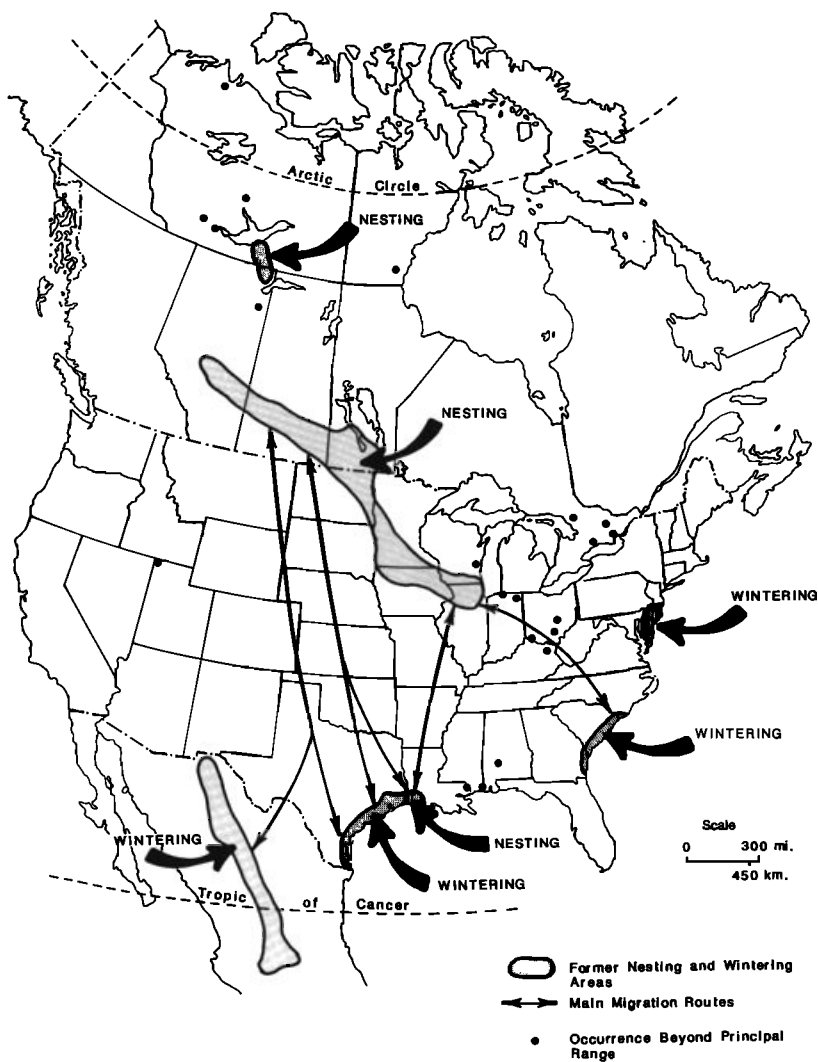 Arctic Circle
NESTING
NESTING
WINTERING
WINTERING
WINTERING
NESTING
WINTERING
Tropic of Cancer
Scale
0 300 mi.
450 km.
Former Nesting and Wintering
Areas
Main Migration Routes
Occurrence Beyond Principal
Range